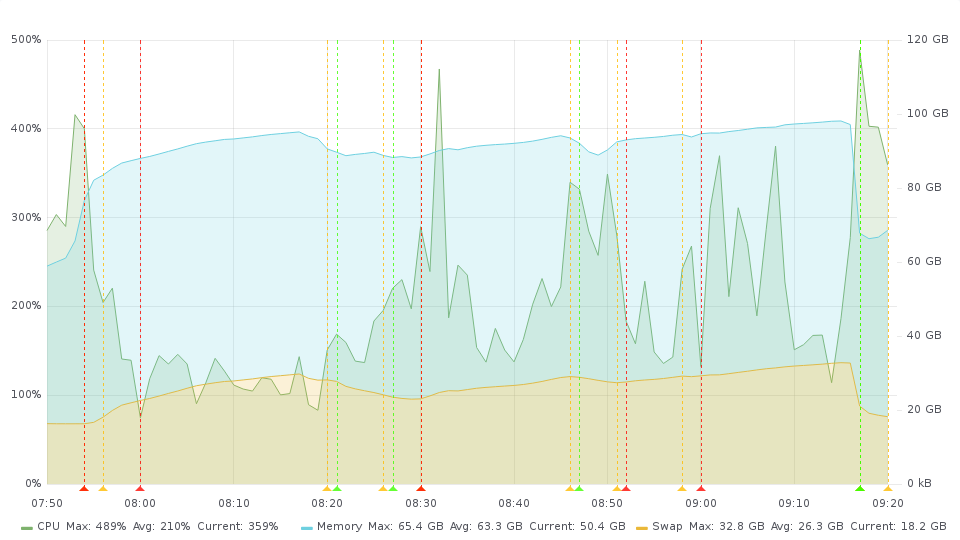 500% 120 GB
400% 100 GB
80 GB
300%
60 GB
200%
40 GB
100%
20 GB
0% 0 kB
07:50 08:00 08:10 08:20 08:30 08:40 08:50 09:00 09:10 09:20
CPU Max: 489% Avg: 210% Current: 359% Memory Max: 65.4 GB Avg: 63.3 GB Current: 50.4 GB Swap Max: 32.8 GB Avg: 26.3 GB Current: 18.2 GB